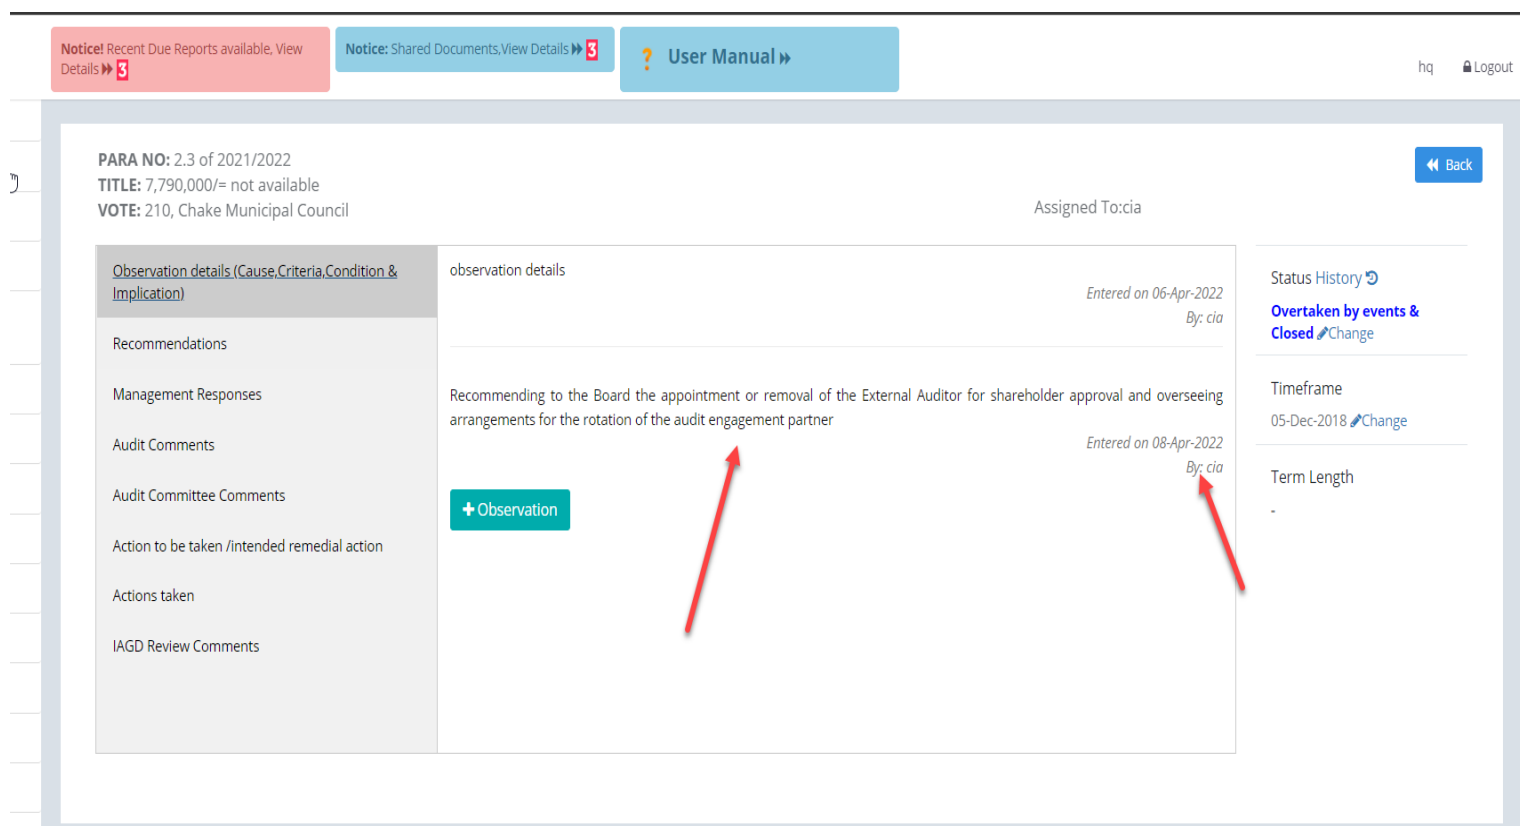 Notice! Recent Due Reports available, View
Details 3
Notice: Shared Documents,View Details 3
? User Manual
hq Logout
PARA NO: 2.3 of 2021/2022
TITLE: 7,790,000/= not available
VOTE: 210, Chake Municipal Council
Back
Assigned To:cia
Observation details (Cause,Criteria,Condition &
Implication)
Recommendations
Management Responses
Audit Comments
Audit Committee Comments
Action to be taken /intended remedial action
Actions taken
IAGD Review Comments
observation details
Entered on 06-Apr-2022
By: cia
Recommending to the Board the appointment or removal of the External Auditor for shareholder approval and overseeing
arrangements for the rotation of the audit engagement partner
Entered on 08-Apr-2022
By: cia
+ Observation
Status History
Overtaken by events &
Closed Change
Timeframe
05-Dec-2018 Change
Term Length
-